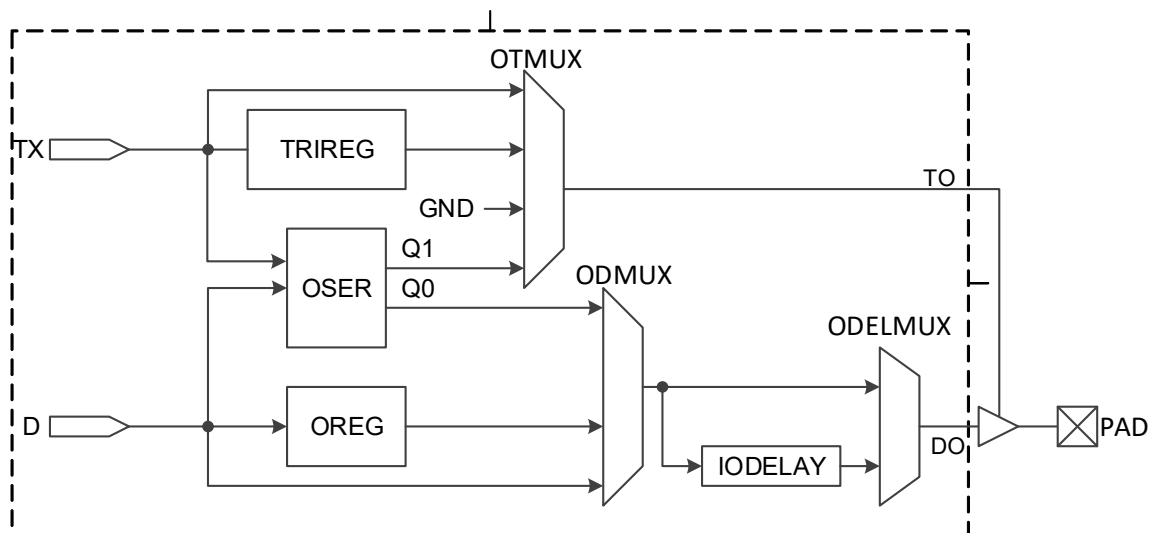 OTMUX
TX
TRIREG
TO
GND
Q1
OSER
Q0
ODMUX
ODELMUX
D
OREG
IODELAY
DO
PAD